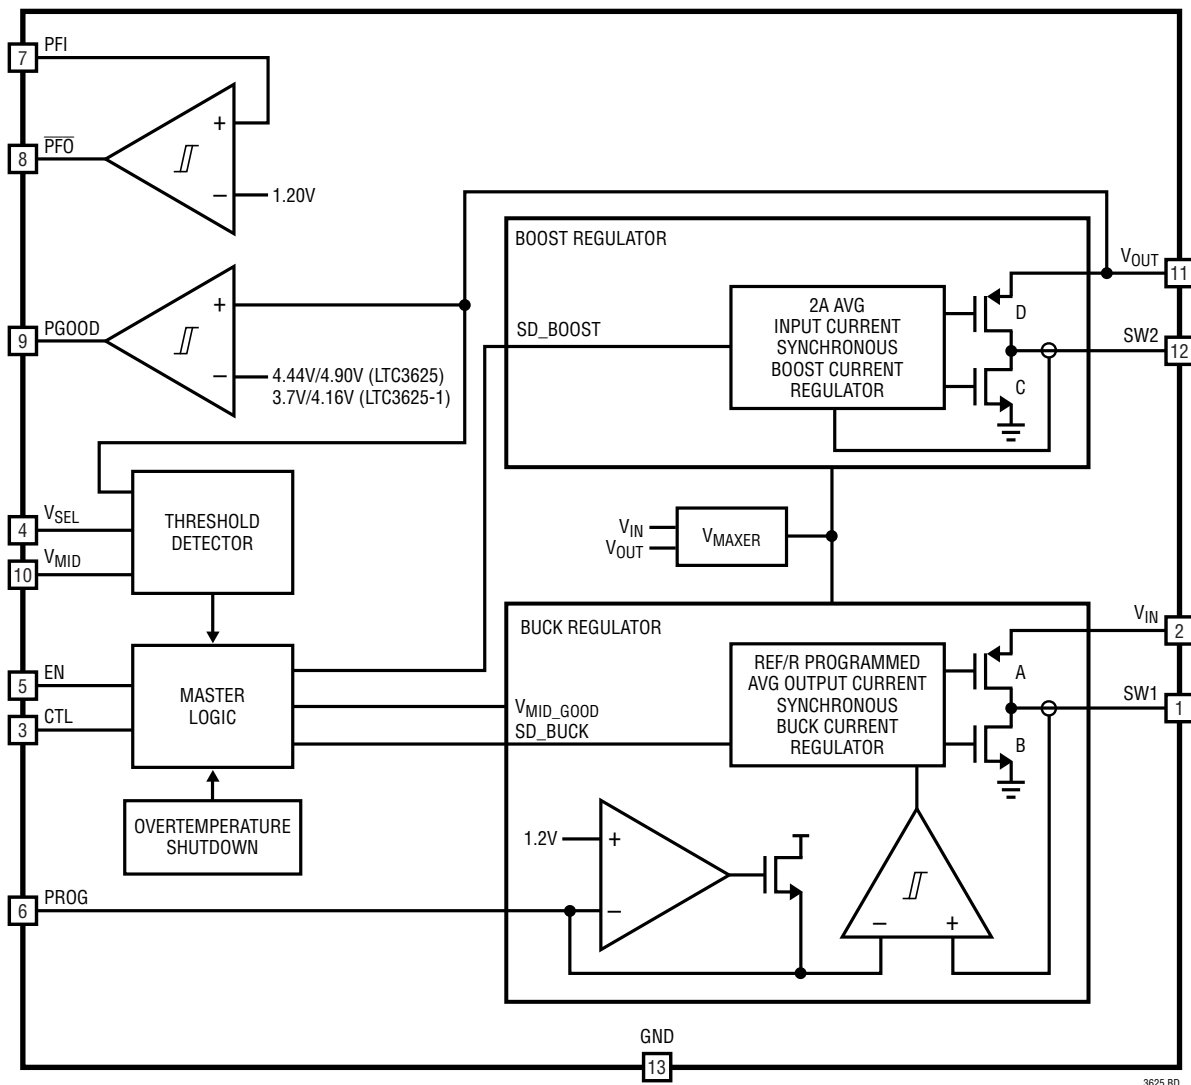 7
PFI
8
PFO
+
–
1.20V
9
PGOOD
+
–
4.44V/4.90V (LTC3625)
3.7V/4.16V (LTC3625-1)
BOOST REGULATOR
SD_BOOST
2A AVG
INPUT CURRENT
SYNCHRONOUS
BOOST CURRENT
REGULATOR
D
C
VOUT
11
SW2
12
4
VSEL
10
VMID
THRESHOLD
DETECTOR
VIN
VOUT
VMAXER
5
EN
3
CTL
MASTER
LOGIC
OVERTEMPERATURE
SHUTDOWN
BUCK REGULATOR
VMID_GOOD
SD_BUCK
REF/R PROGRAMMED
AVG OUTPUT CURRENT
SYNCHRONOUS
BUCK CURRENT
REGULATOR
A
B
VIN
2
SW1
1
6
PROG
1.2V
+
–
–
+
GND
13
3625 BD